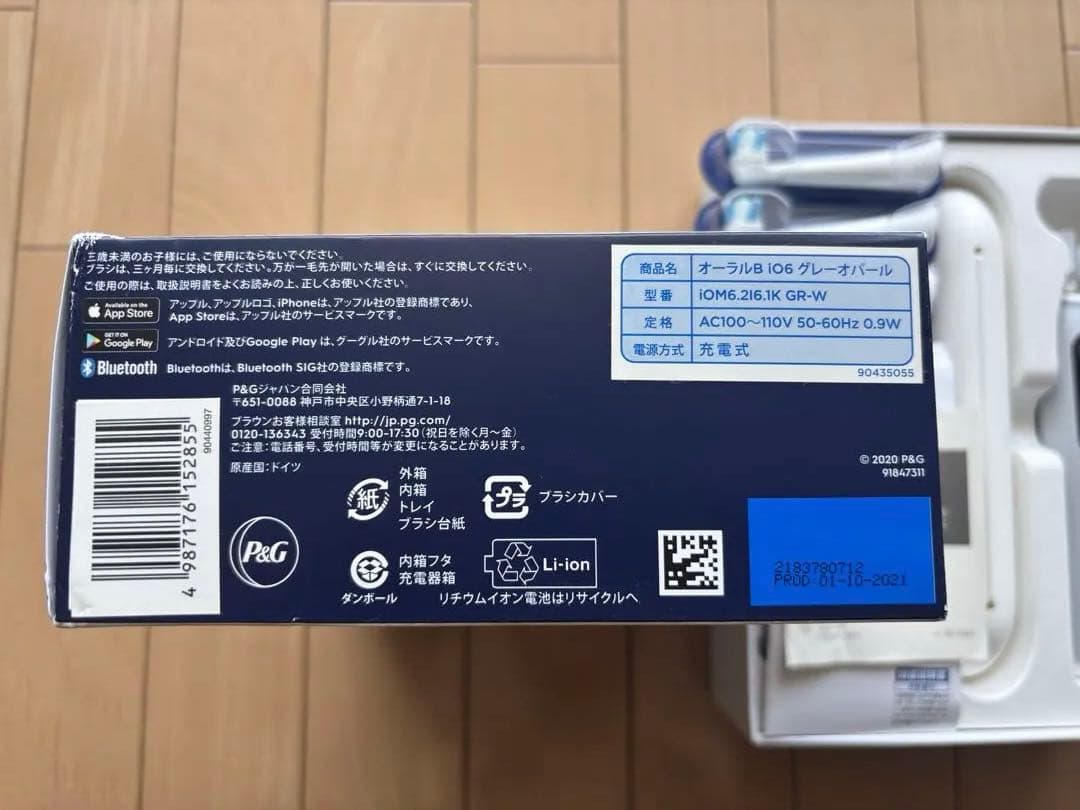 三歳未満のお子様には、ご使用にならないでください。
ブラシは、三ヶ月毎に交換してください。万が一毛先が開いた場合は、すぐに交換してください。
ご使用の際は、取扱説明書をよくお読みの上、正しくお使いください。
Available on the
App Store
アップル、アップルロゴ、iPhoneは、アップル社の登録商標であり、
App Storeは、アップル社のサービスマークです。
GET IT ON
Google Play
アンドロイド及びGoogle Play は、グーグル社のサービスマークです。
Bluetooth
Bluetoothは、Bluetooth SIG社の登録商標です。
P&Gジャパン合同会社
〒651-0088 神戸市中央区小野柄通7-1-18
ブラウンお客様相談室 http://jp.pg.com/
0120-136343 受付時間9:00-17:30(祝日を除く月〜金)
ご注意:電話番号、受付時間等が変更になることがあります。
原産国:ドイツ
商品名 オーラルB iO6 グレーオパール
型番 iOM6.2I6.1K GR-W
定格 AC100〜110V 50-60Hz 0.9W
電源方式 充電式
90435055
4 987176 152855
90440997
P&G
紙
外箱
内箱
トレイ
ブラシ台紙
プラ
ブラシカバー
内箱フタ
充電器箱
ダンボール
Li-ion
リチウムイオン電池はリサイクルへ
© 2020 P&G
91847311
2183780712
PROD 01-10-2021